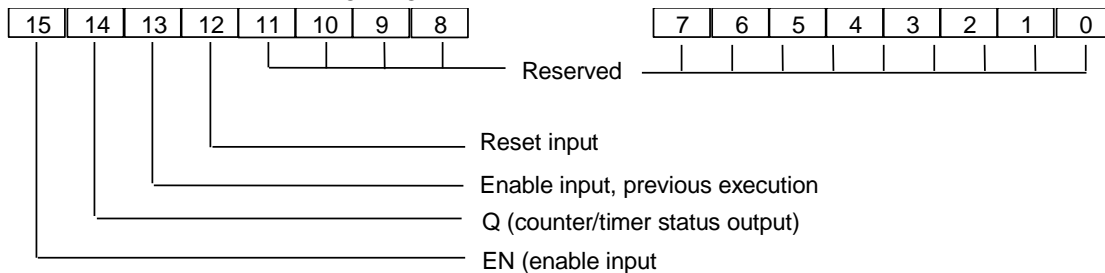 15 14 13 12 11 10 9 8 7 6 5 4 3 2 1 0
Reserved
Reset input
Enable input, previous execution
Q (counter/timer status output)
EN (enable input